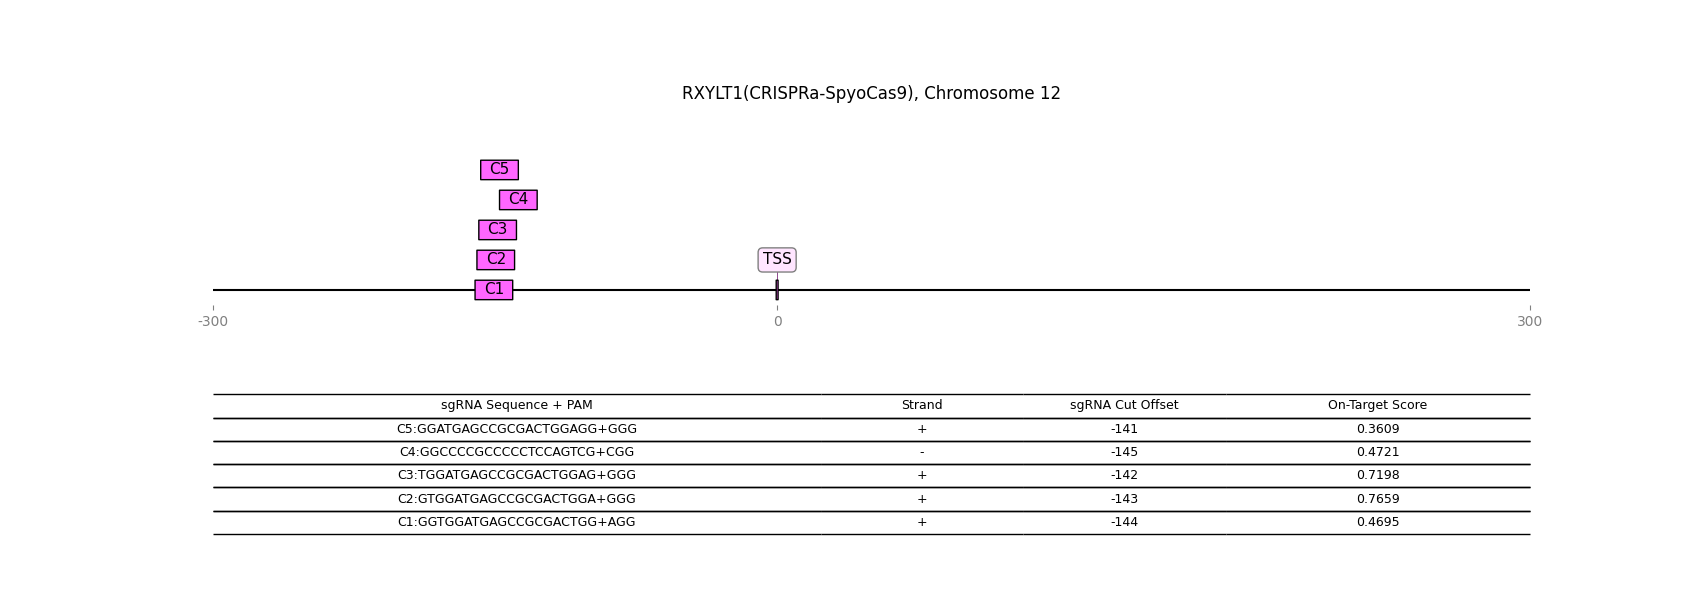 RXYLT1(CRISPRa-SpyoCas9), Chromosome 12
C5
C4
C3
C2
TSS
C1
-300 0 300
sgRNA Sequence + PAM Strand sgRNA Cut Offset On-Target Score
C5:GGATGAGCCGCGACTGGAGG+GGG + -141 0.3609
C4:GGCCCCGCCCCCTCCAGTCG+CGG - -145 0.4721
C3:TGGATGAGCCGCGACTGGAG+GGG + -142 0.7198
C2:GTGGATGAGCCGCGACTGGA+GGG + -143 0.7659
C1:GGTGGATGAGCCGCGACTGG+AGG + -144 0.4695